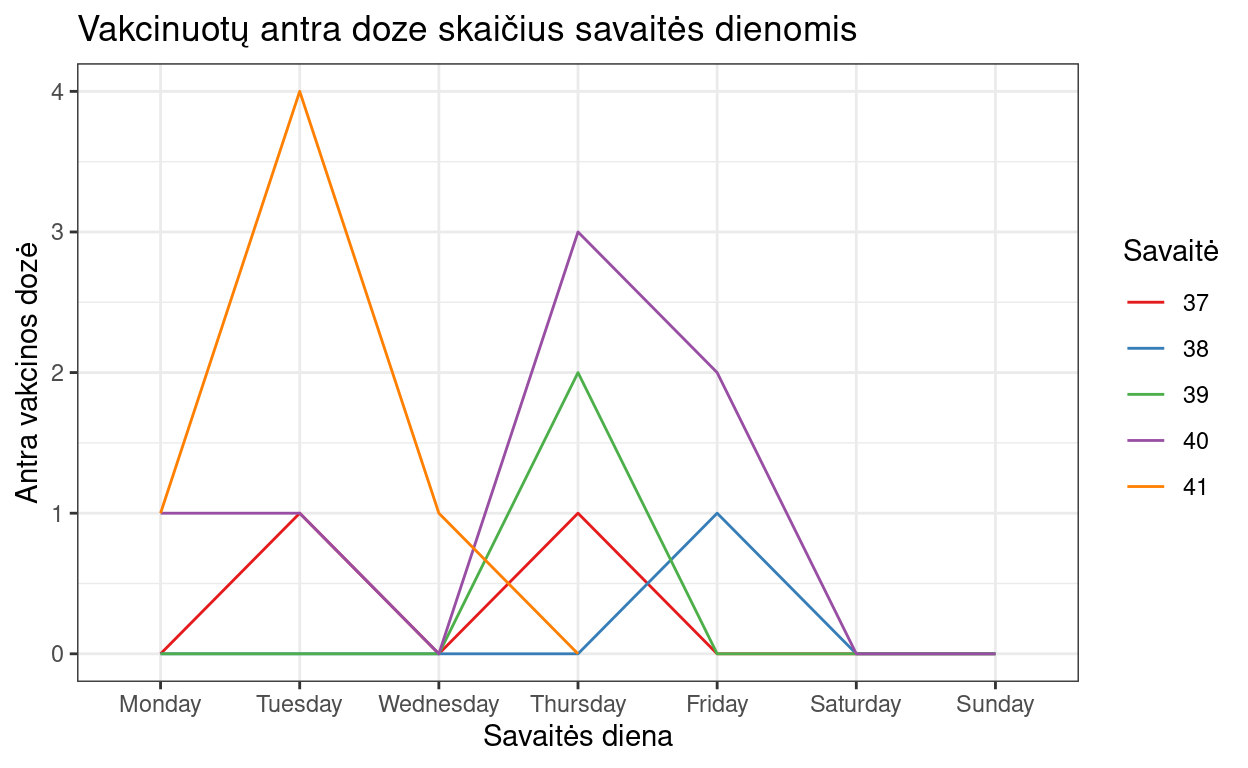 Vakcinuotų antra doze skaičius savaitės dienomis
Antra vakcinos dozė
4
3
2
1
0
Monday Tuesday Wednesday Thursday Friday Saturday Sunday
Savaitės diena
Savaitė
37
38
39
40
41